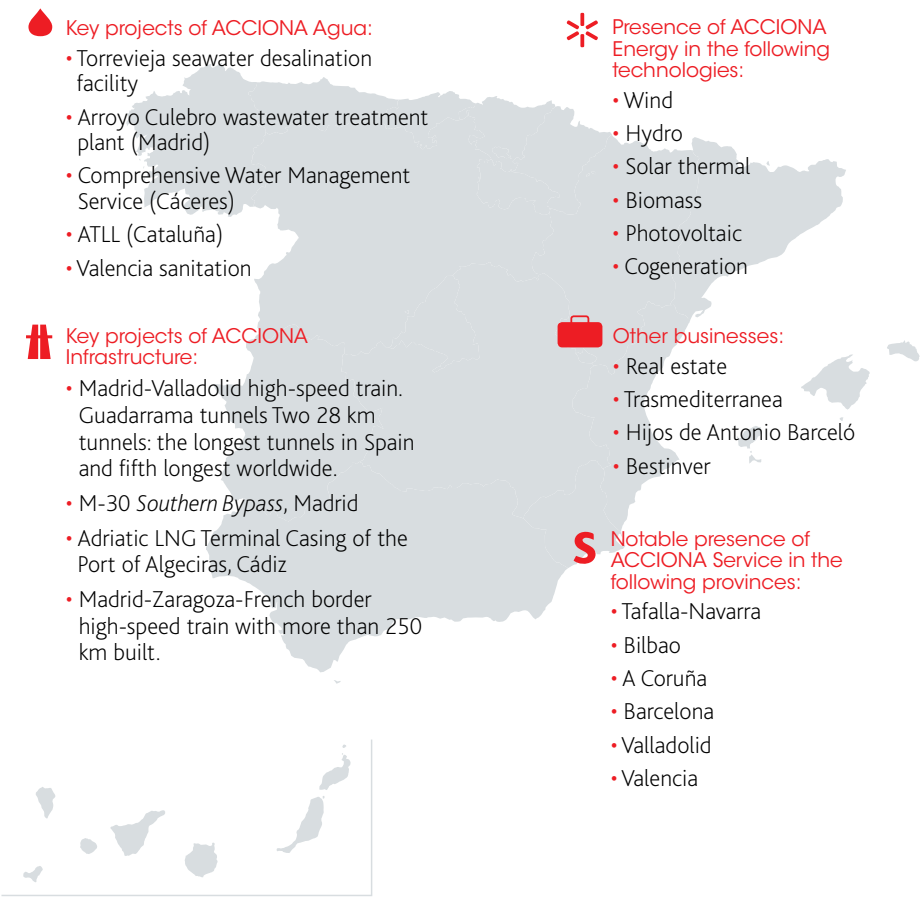 Key projects of ACCIONA Agua:
• Torrevieja seawater desalination
facility
• Arroyo Culebro wastewater treatment
plant (Madrid)
• Comprehensive Water Management
Service (Cáceres)
• ATLL (Cataluña)
• Valencia sanitation
Key projects of ACCIONA
Infrastructure:
• Madrid-Valladolid high-speed train.
Guadarrama tunnels Two 28 km
tunnels: the longest tunnels in Spain
and fifth longest worldwide.
• M-30 Southern Bypass, Madrid
• Adriatic LNG Terminal Casing of the
Port of Algeciras, Cádiz
• Madrid-Zaragoza-French border
high-speed train with more than 250
km built.
Presence of ACCIONA
Energy in the following
technologies:
• Wind
• Hydro
• Solar thermal
• Biomass
• Photovoltaic
• Cogeneration
Other businesses:
• Real estate
• Trasmediterranea
• Hijos de Antonio Barceló
• Bestinver
S Notable presence of
ACCIONA Service in the
following provinces:
• Tafalla-Navarra
• Bilbao
• A Coruña
• Barcelona
• Valladolid
• Valencia